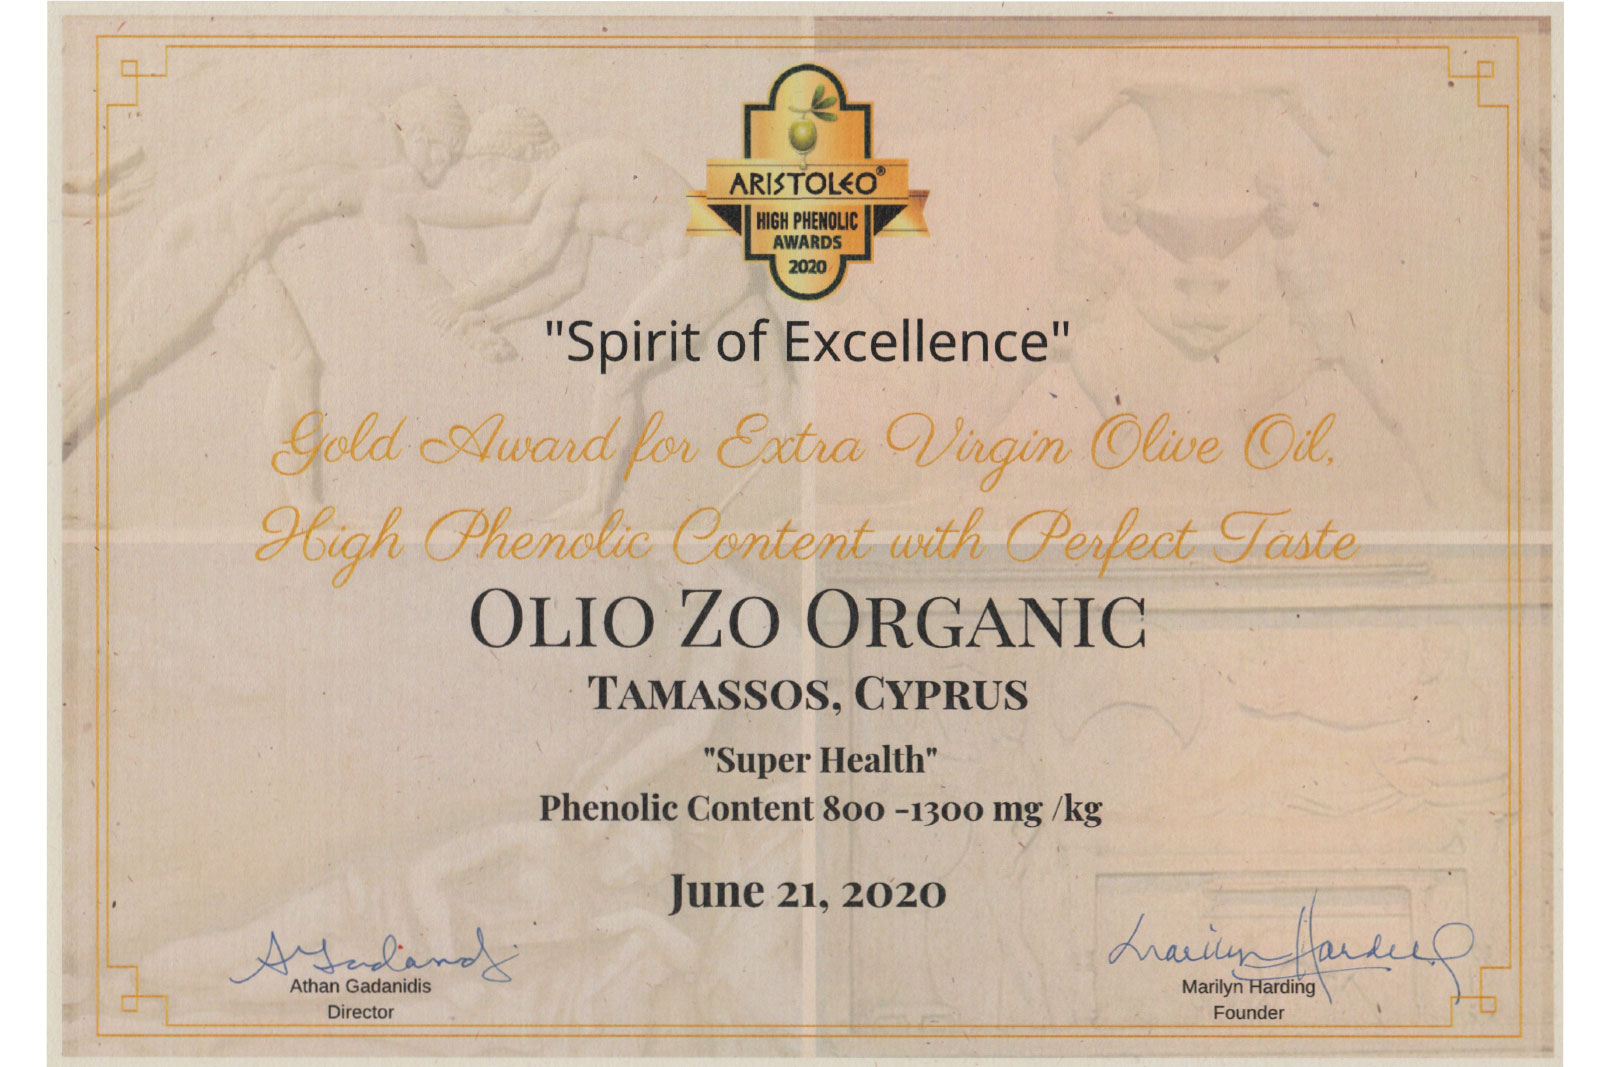 ARISTOLEO®
HIGH PHENOLIC
AWARDS
2020
"Spirit of Excellence"
Gold Award for Extra Virgin Olive Oil,
High Phenolic Content with Perfect Taste
OLIO ZO ORGANIC
TAMASSOS, CYPRUS
"Super Health"
Phenolic Content 800 -1300 mg /kg
June 21, 2020
Athan Gadanidis
Director
Marilyn Harding
Marilyn Harding
Founder